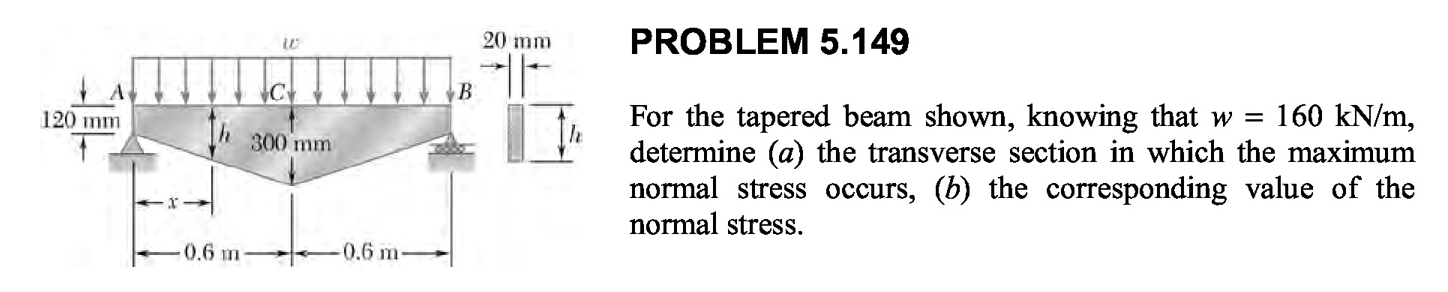 w
20 mm
A
C
B
120 mm
h
300 mm
h
x
0.6 m
0.6 m
PROBLEM 5.149
For the tapered beam shown, knowing that w = 160 kN/m,
determine (a) the transverse section in which the maximum
normal stress occurs, (b) the corresponding value of the
normal stress.